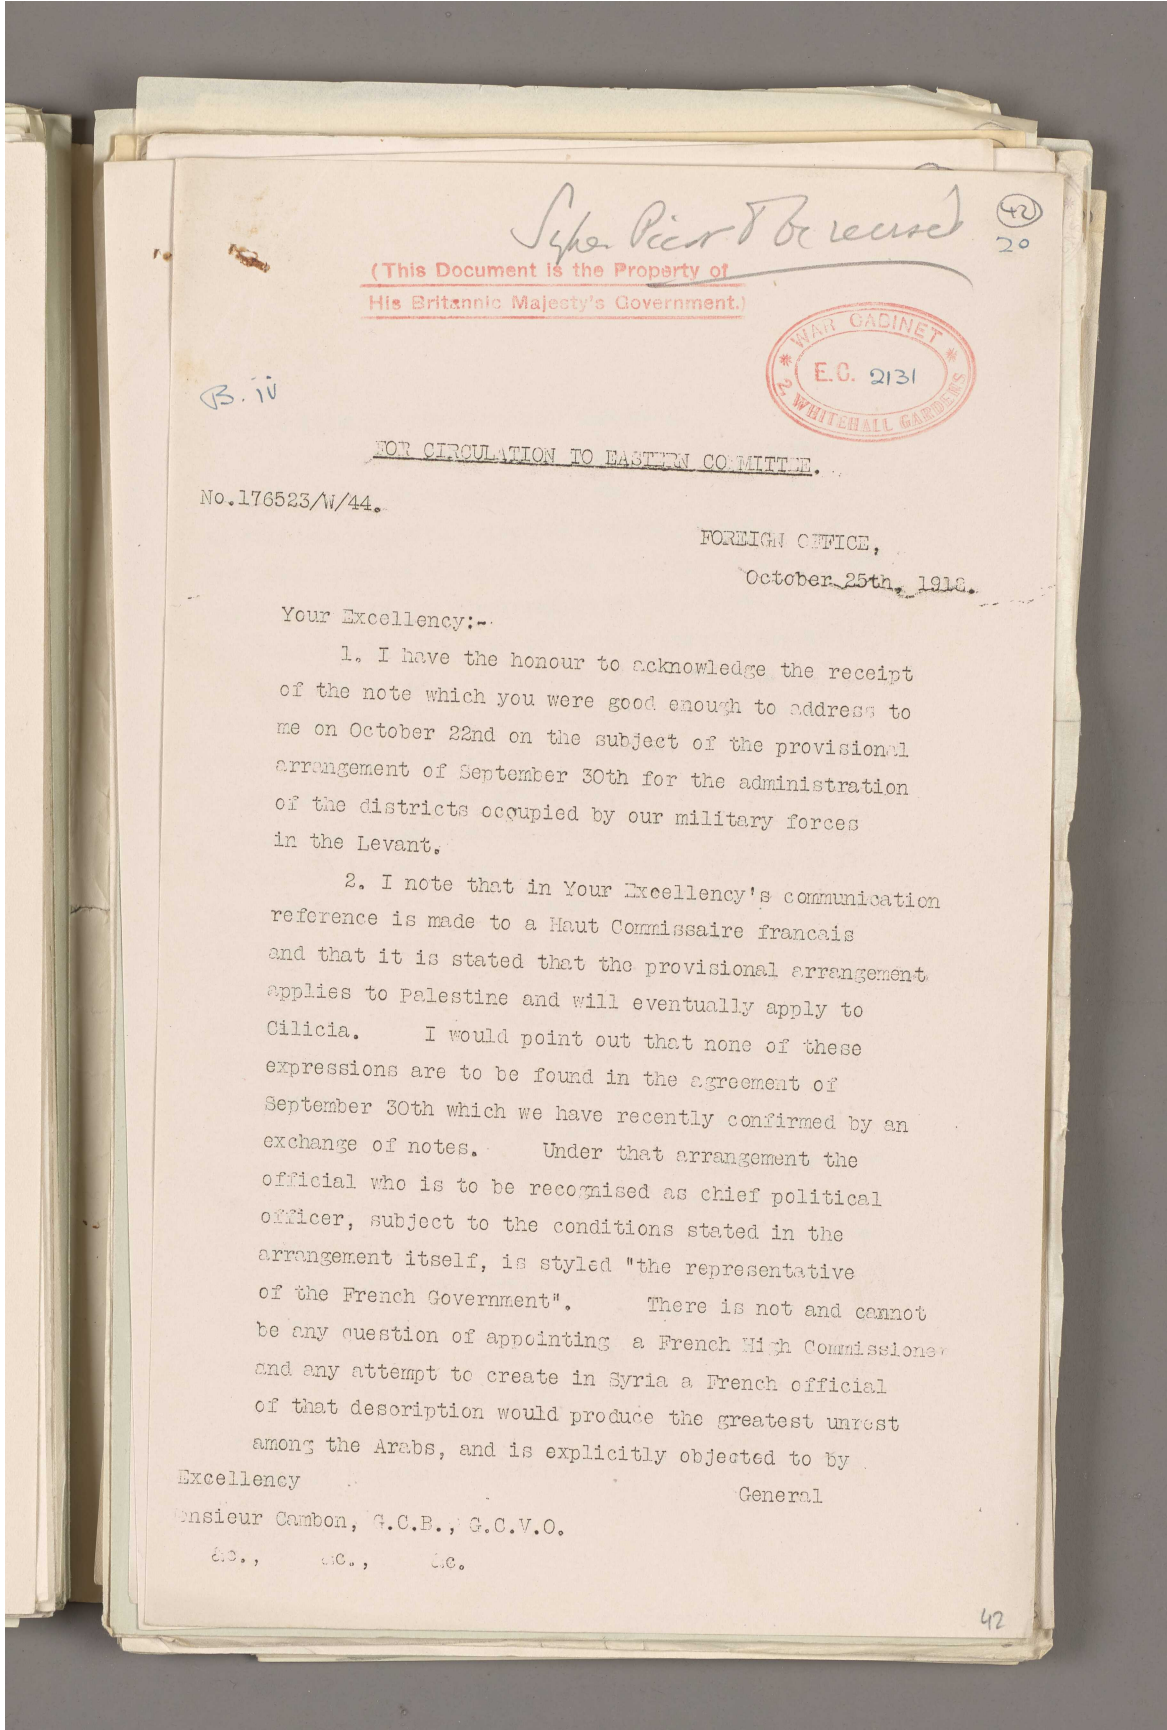 Sykes Picot to be revised
42
20
(This Document is the Property of
His Britannic Majesty's Government.)
WAR CABINET
E.C. 2131
2, WHITEHALL GARDENS
B. iv
FOR CIRCULATION TO EASTERN COMMITTEE.
No.176523/W/44.
FOREIGN OFFICE,
October 25th, 1918.
Your Excellency:-
1. I have the honour to acknowledge the receipt
of the note which you were good enough to address to
me on October 22nd on the subject of the provisional
arrangement of September 30th for the administration
of the districts occupied by our military forces
in the Levant.
2. I note that in Your Excellency's communication
reference is made to a Haut Commissaire francais
and that it is stated that the provisional arrangement
applies to Palestine and will eventually apply to
Cilicia. I would point out that none of these
expressions are to be found in the agreement of
September 30th which we have recently confirmed by an
exchange of notes. Under that arrangement the
official who is to be recognised as chief political
officer, subject to the conditions stated in the
arrangement itself, is styled "the representative
of the French Government". There is not and cannot
be any question of appointing a French High Commissioner
and any attempt to create in Syria a French official
of that description would produce the greatest unrest
among the Arabs, and is explicitly objected to by
Excellency
General
onsieur Cambon, G.C.B., G.C.V.O.
&c., &c., &c.
42